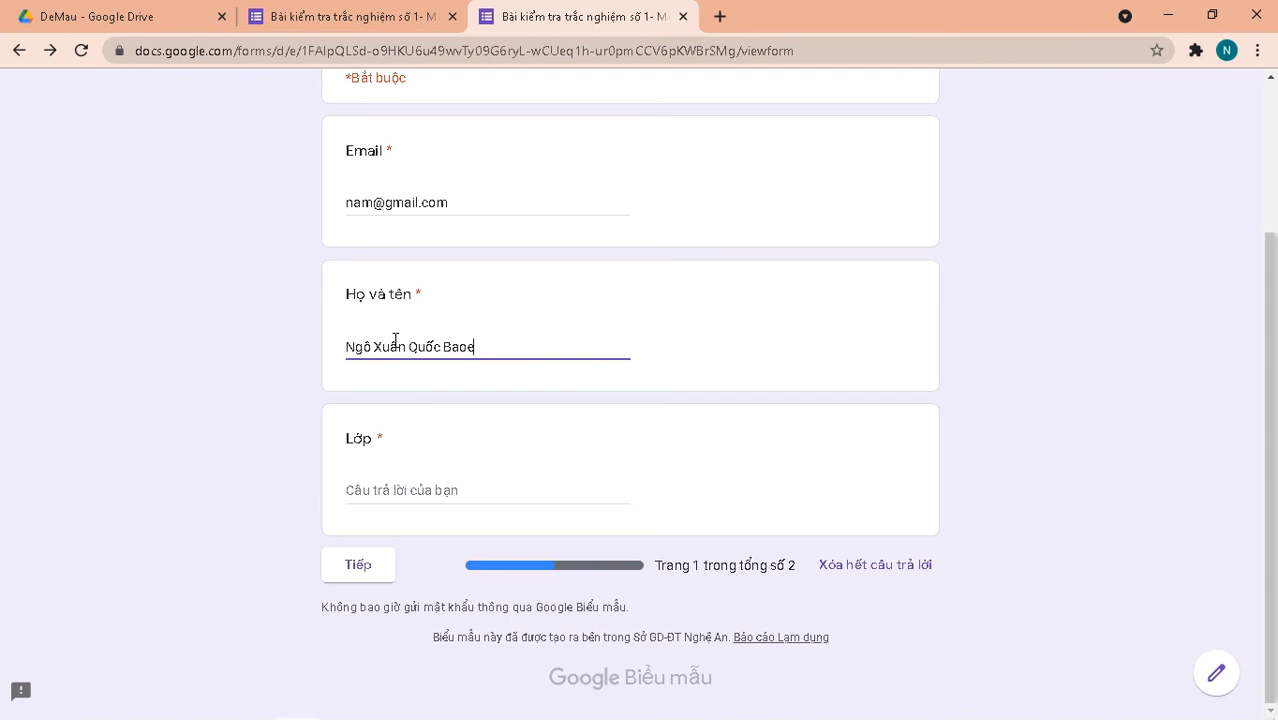 DeMau - Google Drive
Bài kiểm tra trắc nghiệm số 1- M
Bài kiểm tra trắc nghiệm số 1- M
docs.google.com/forms/d/e/1FAIpQLSd-o9HKU6u49wvTy09G6ryL-wCUeq1h-ur0pmCCV6pKWBrSMg/viewform
N
*Bắt buộc
Email *
nam@gmail.com
Họ và tên *
Ngô Xuân Quốc Baoe
Lớp *
Câu trả lời của bạn
Tiếp
Trang 1 trong tổng số 2
Xóa hết câu trả lời
Không bao giờ gửi mật khẩu thông qua Google Biểu mẫu.
Biểu mẫu này đã được tạo ra bên trong Sở GD-ĐT Nghệ An. Báo cáo Lạm dụng
Google Biểu mẫu